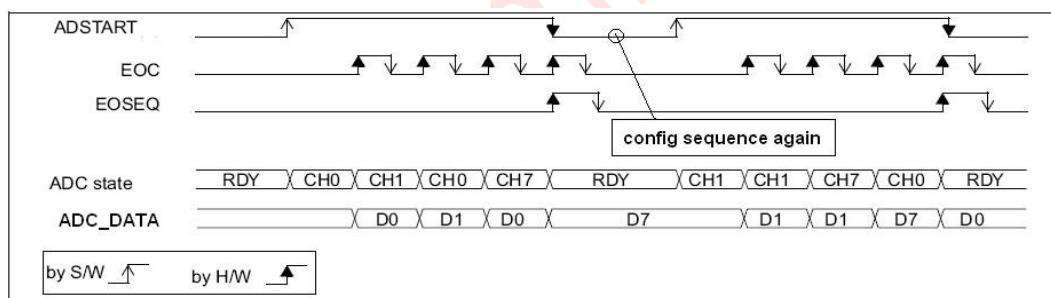 ADSTART
EOC
EOSEQ
config sequence again
ADC state RDY CH0 CH1 CH0 CH7 RDY CH1 CH1 CH7 CH0 RDY
ADC_DATA D0 D1 D0 D7 D1 D1 D7 D0
by S/W by H/W